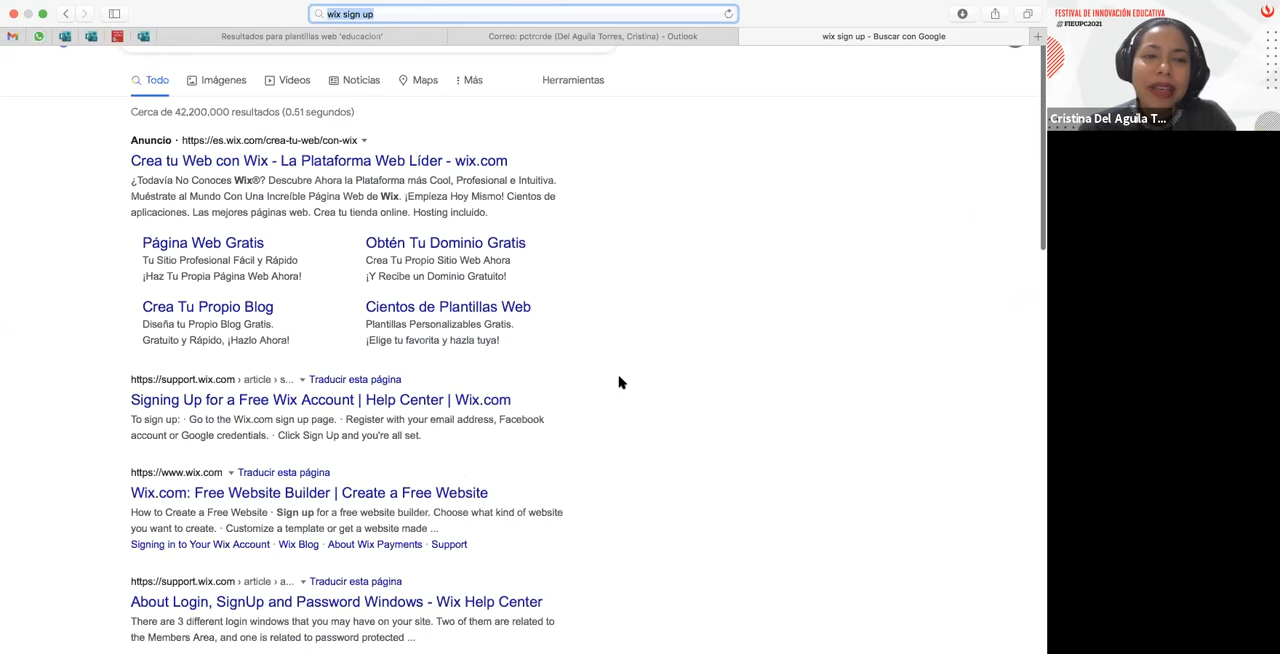 wix sign up
Resultados para plantillas web 'educacion'
Correo: pctrcrde (Del Aguila Torres, Cristina) - Outlook
wix sign up - Buscar con Google
FESTIVAL DE INNOVACIÓN EDUCATIVA
/// #FIEUPC2021
Cristina Del Aguila T...
Todo
Imágenes
Videos
Noticias
Maps
Más
Herramientas
Cerca de 42,200,000 resultados (0.51 segundos)
Anuncio · https://es.wix.com/crea-tu-web/con-wix
Crea tu Web con Wix - La Plataforma Web Líder - wix.com
¿Todavía No Conoces Wix®? Descubre Ahora la Plataforma más Cool, Profesional e Intuitiva.
Muéstrate al Mundo Con Una Increíble Página Web de Wix. ¡Empieza Hoy Mismo! Cientos de
aplicaciones. Las mejores páginas web. Crea tu tienda online. Hosting incluido.
Página Web Gratis
Tu Sitio Profesional Fácil y Rápido
¡Haz Tu Propia Página Web Ahora!
Obtén Tu Dominio Gratis
Crea Tu Propio Sitio Web Ahora
¡Y Recibe un Dominio Gratuito!
Crea Tu Propio Blog
Diseña tu Propio Blog Gratis.
Gratuito y Rápido, ¡Hazlo Ahora!
Cientos de Plantillas Web
Plantillas Personalizables Gratis.
¡Elige tu favorita y hazla tuya!
https://support.wix.com › article › s... Traducir esta página
Signing Up for a Free Wix Account | Help Center | Wix.com
To sign up: · Go to the Wix.com sign up page. · Register with your email address, Facebook
account or Google credentials. · Click Sign Up and you're all set.
https://www.wix.com Traducir esta página
Wix.com: Free Website Builder | Create a Free Website
How to Create a Free Website · Sign up for a free website builder. Choose what kind of website
you want to create. · Customize a template or get a website made ...
Signing in to Your Wix Account · Wix Blog · About Wix Payments · Support
https://support.wix.com › article › a... Traducir esta página
About Login, SignUp and Password Windows - Wix Help Center
There are 3 different login windows that you may have on your site. Two of them are related to
the Members Area, and one is related to password protected ...